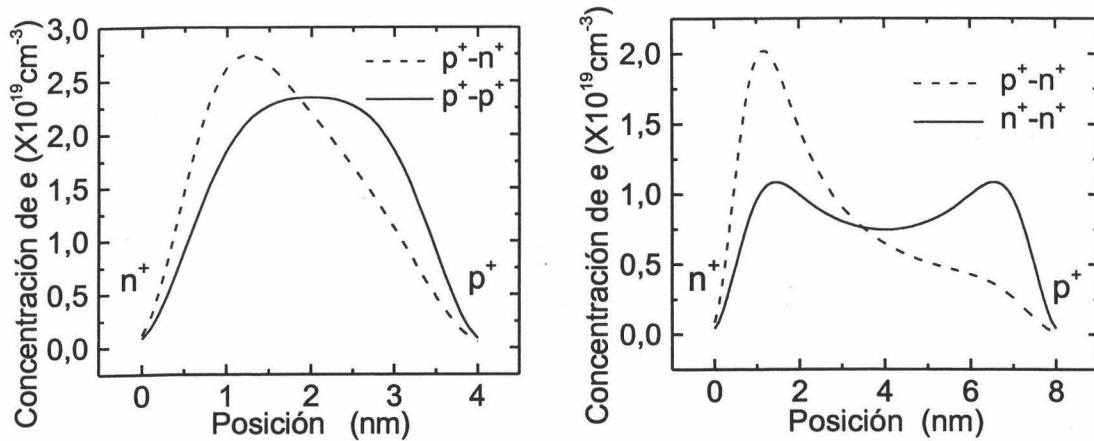 Concentración de e (X10¹⁹cm⁻³)
3,0
2,5
2,0
1,5
1,0
0,5
0,0
p⁺-n⁺
p⁺-p⁺
n⁺
p⁺
0 1 2 3 4
Posición (nm)
Concentración de e (X10¹⁹cm⁻³)
2,0
1,5
1,0
0,5
0,0
p⁺-n⁺
n⁺-n⁺
n⁺
p⁺
0 2 4 6 8
Posición (nm)